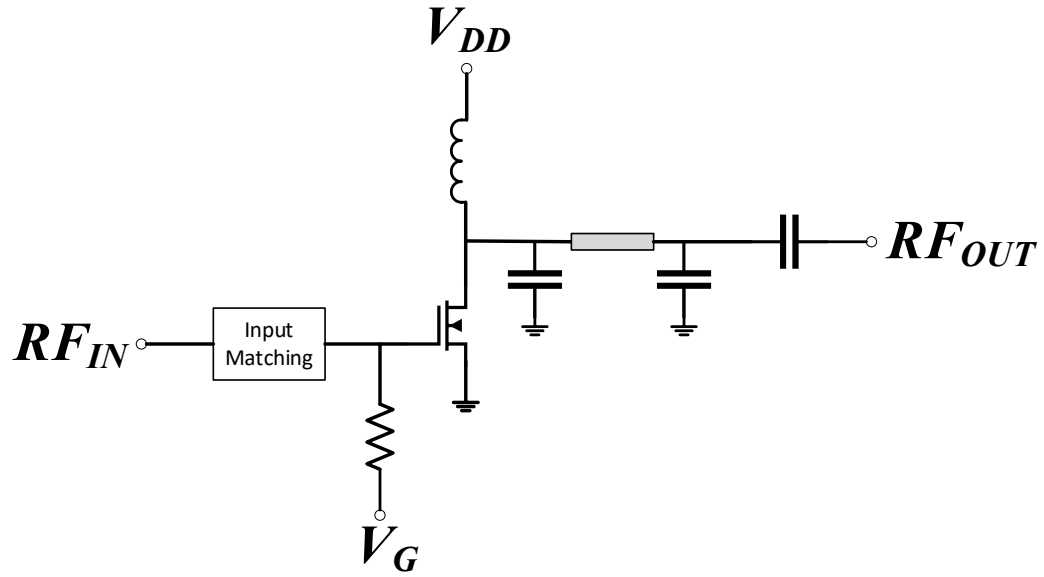 V_DD
RF_OUT
RF_IN
Input
Matching
V_G